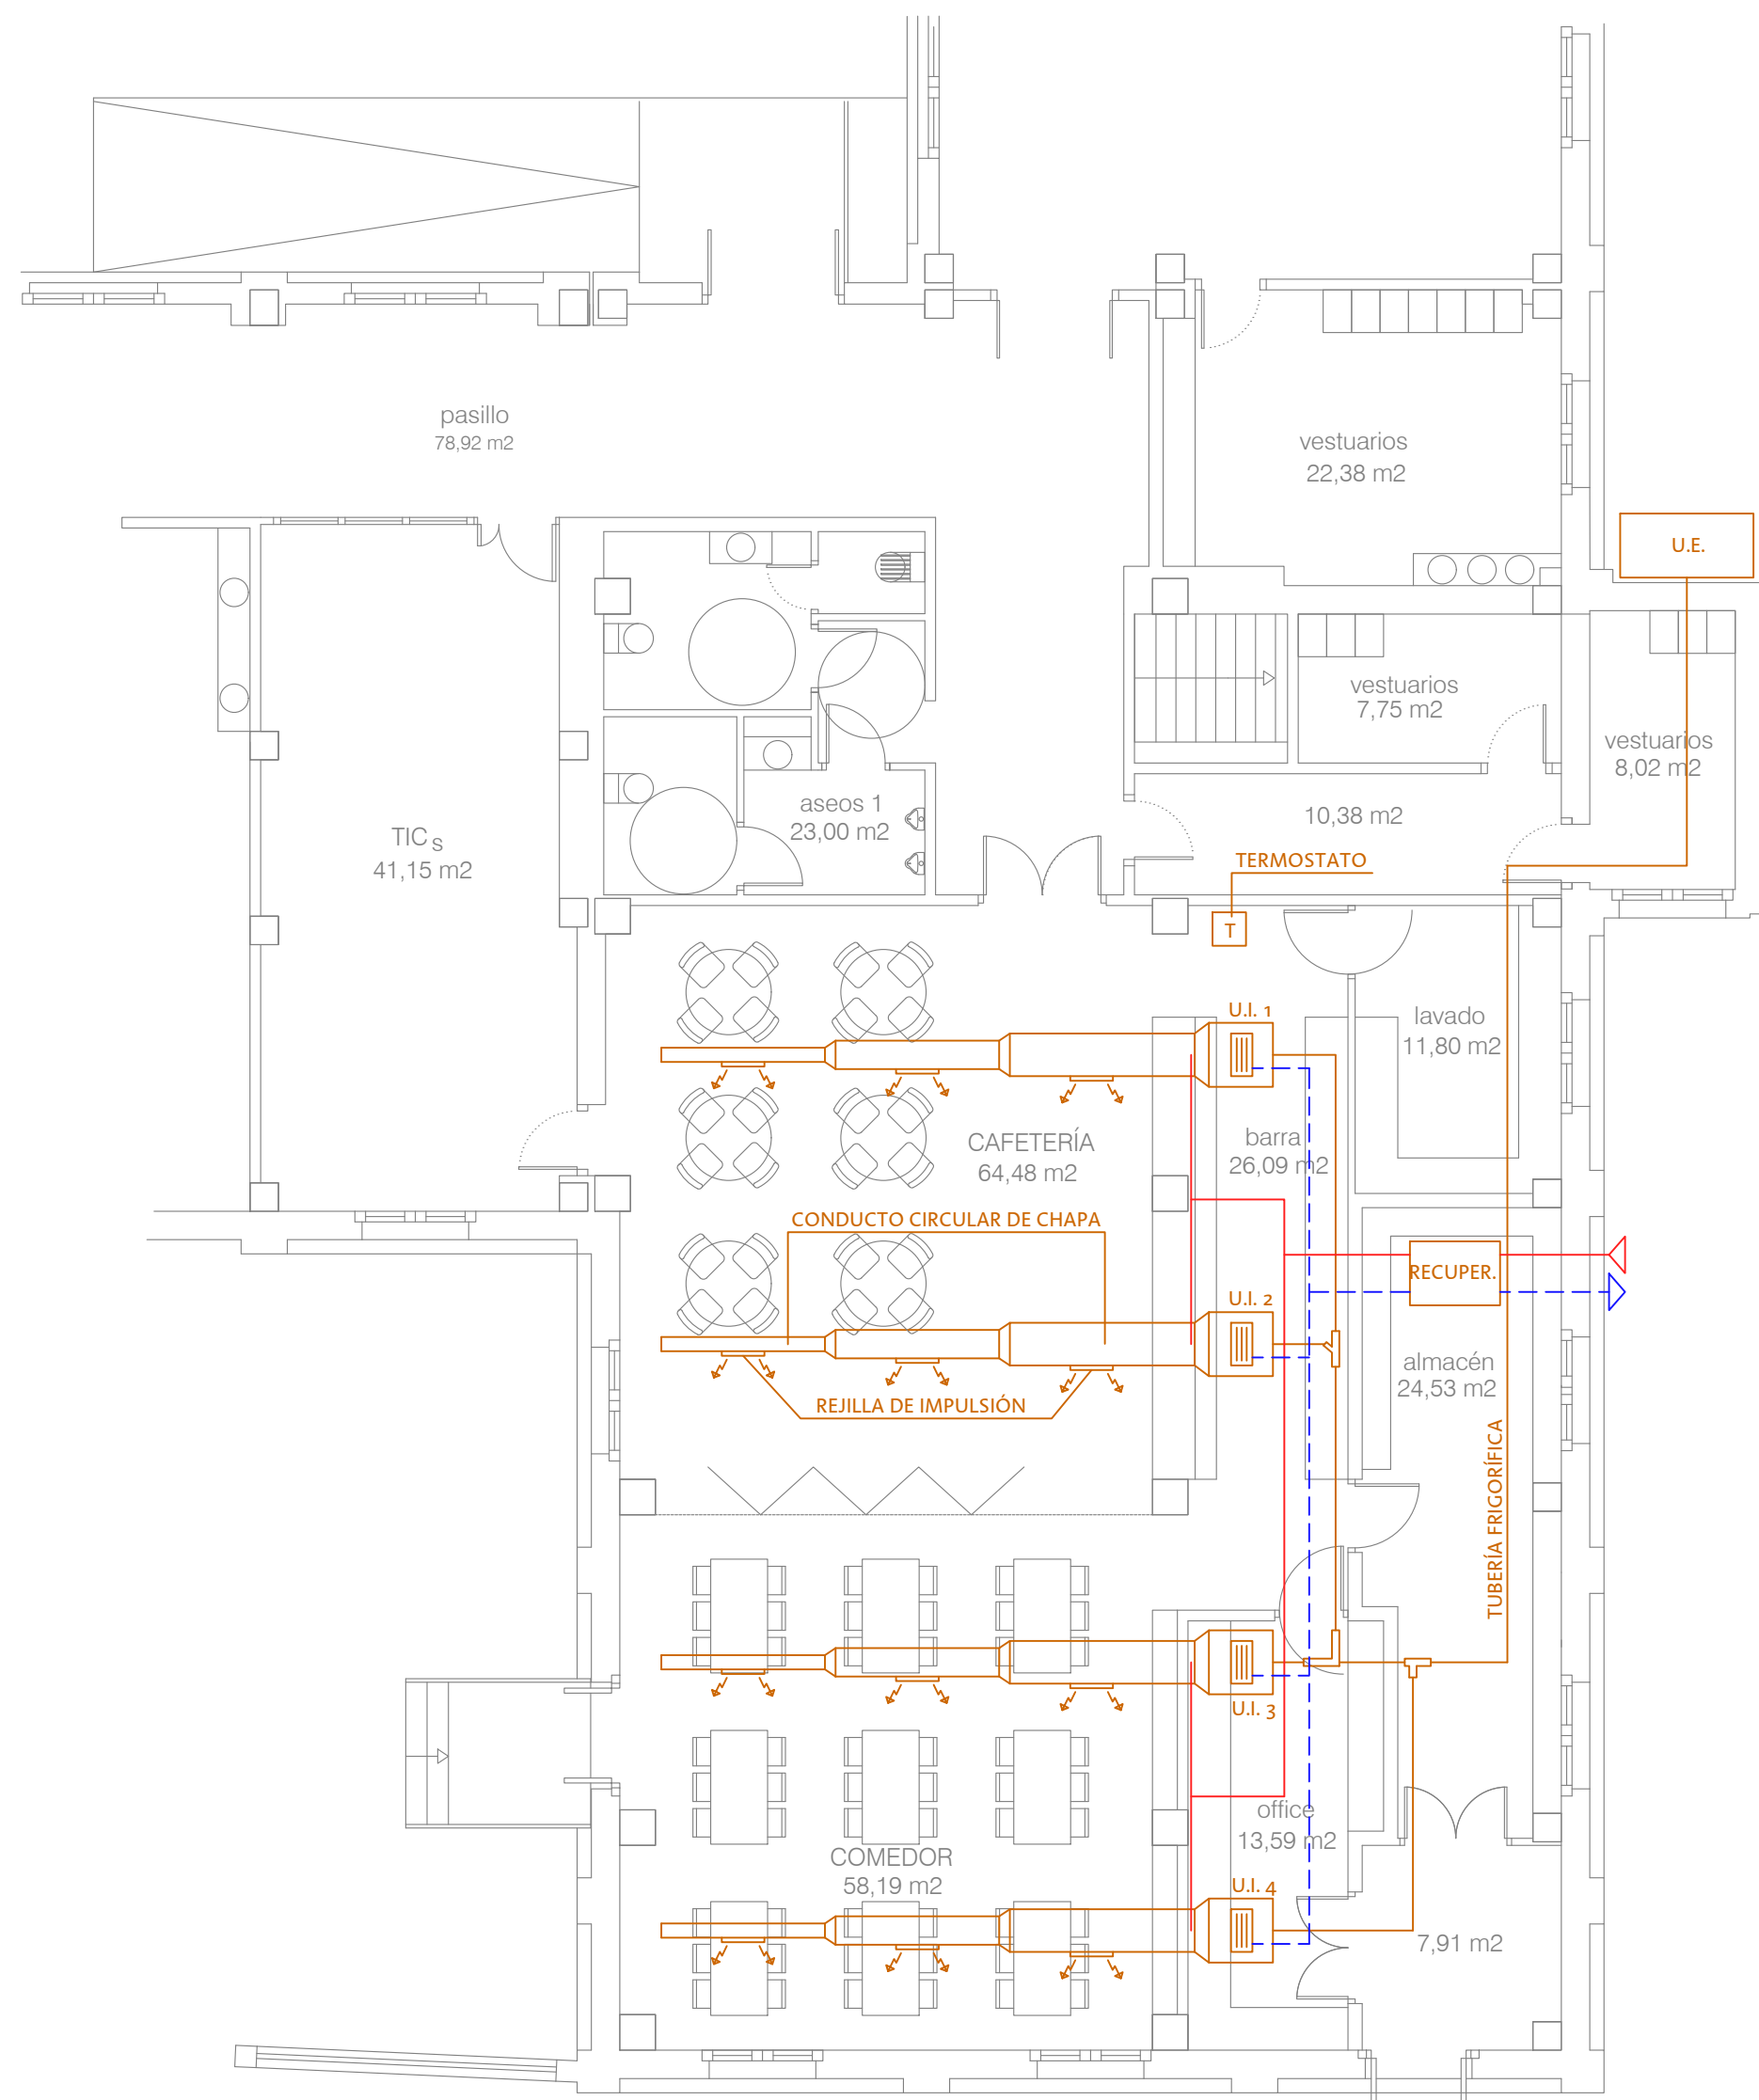 pasillo
78,92 m2
vestuarios
22,38 m2
U.E.
vestuarios
7,75 m2
vestuarios
8,02 m2
aseos 1
23,00 m2
10,38 m2
TICs
41,15 m2
TERMOSTATO
T
U.I. 1
lavado
11,80 m2
CAFETERÍA
64,48 m2
barra
26,09 m2
CONDUCTO CIRCULAR DE CHAPA
RECUPER.
U.I. 2
almacén
24,53 m2
REJILLA DE IMPULSIÓN
TUBERÍA FRIGORÍFICA
U.I. 3
office
13,59 m2
COMEDOR
58,19 m2
U.I. 4
7,91 m2